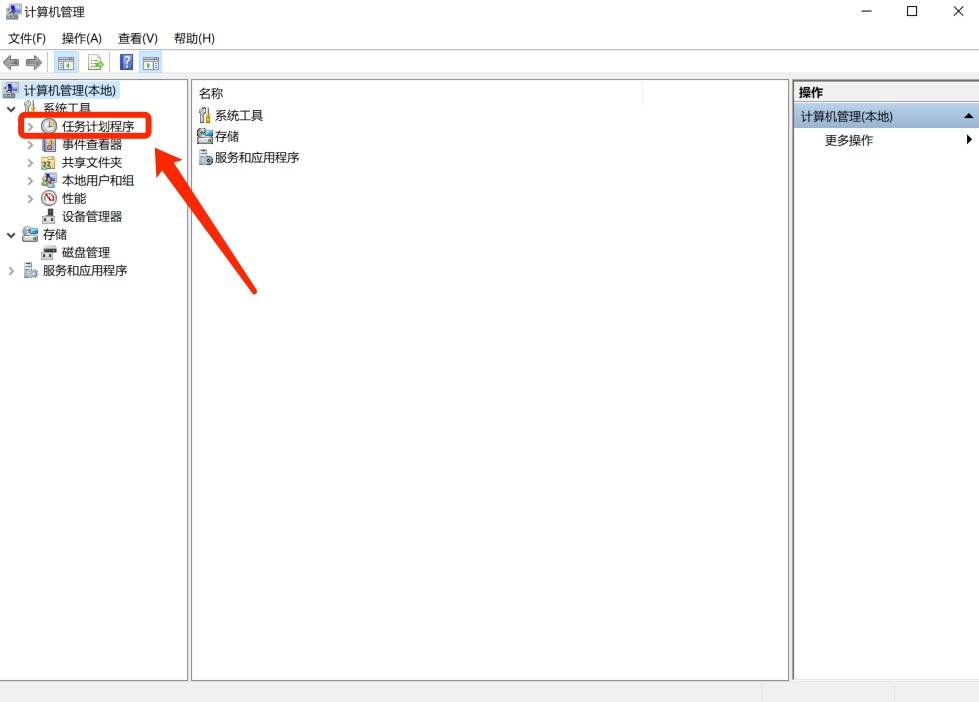 计算机管理
文件(F) 操作(A) 查看(V) 帮助(H)
计算机管理(本地)
系统工具
任务计划程序
事件查看器
共享文件夹
本地用户和组
性能
设备管理器
存储
磁盘管理
服务和应用程序
名称
系统工具
存储
服务和应用程序
操作
计算机管理(本地)
更多操作